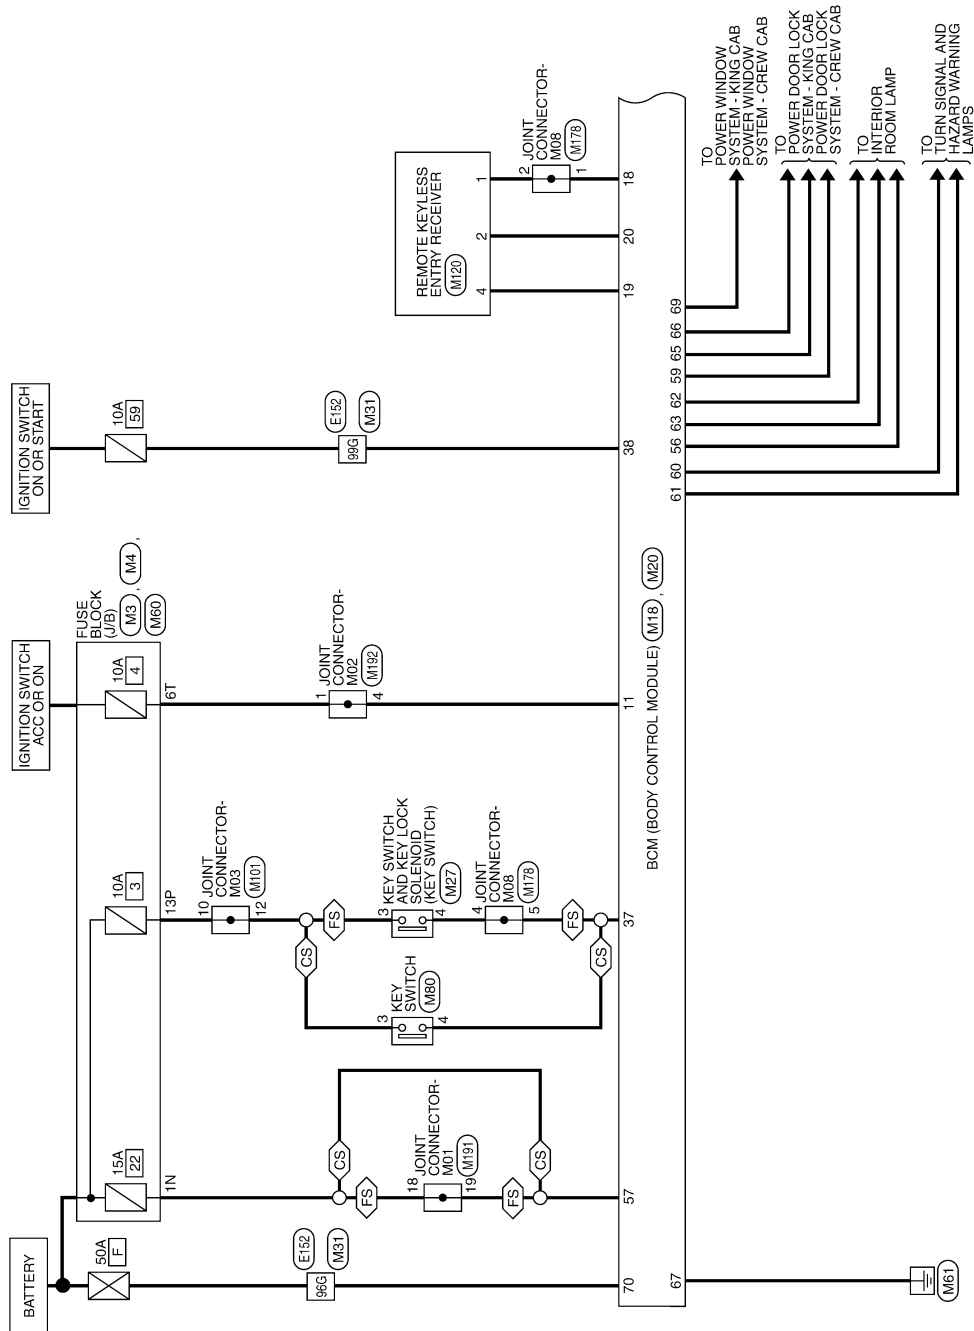 BATTERY
50A
F
96G
E152
M31
70
15A
22
1N
CS
FS
18
JOINT
CONNECTOR-
M01
M191
19
FS
CS
57
10A
3
13P
10
JOINT
CONNECTOR-
M03
M101
12
CS
FS
3
KEY
SWITCH
M80
4
3
KEY SWITCH
AND KEY LOCK
SOLENOID
(KEY SWITCH)
M27
4
4
JOINT
CONNECTOR-
M08
M178
5
FS
CS
37
IGNITION SWITCH
ACC OR ON
10A
4
6T
FUSE
BLOCK
(J/B)
M3 , M4 ,
M60
1
JOINT
CONNECTOR-
M02
M192
4
11
IGNITION SWITCH
ON OR START
10A
59
99G
E152
M31
38
REMOTE KEYLESS
ENTRY RECEIVER
M120
4
2
1
2
JOINT
CONNECTOR-
M08
M178
1
19
20
18
BCM (BODY CONTROL MODULE) M18 , M20
67
61
60
56
63
62
59
65
66
69
M61
TO
POWER WINDOW
SYSTEM - KING CAB
POWER WINDOW
SYSTEM - CREW CAB
TO
POWER DOOR LOCK
SYSTEM - KING CAB
POWER DOOR LOCK
SYSTEM - CREW CAB
TO
INTERIOR
ROOM LAMP
TO
TURN SIGNAL AND
HAZARD WARNING
LAMPS